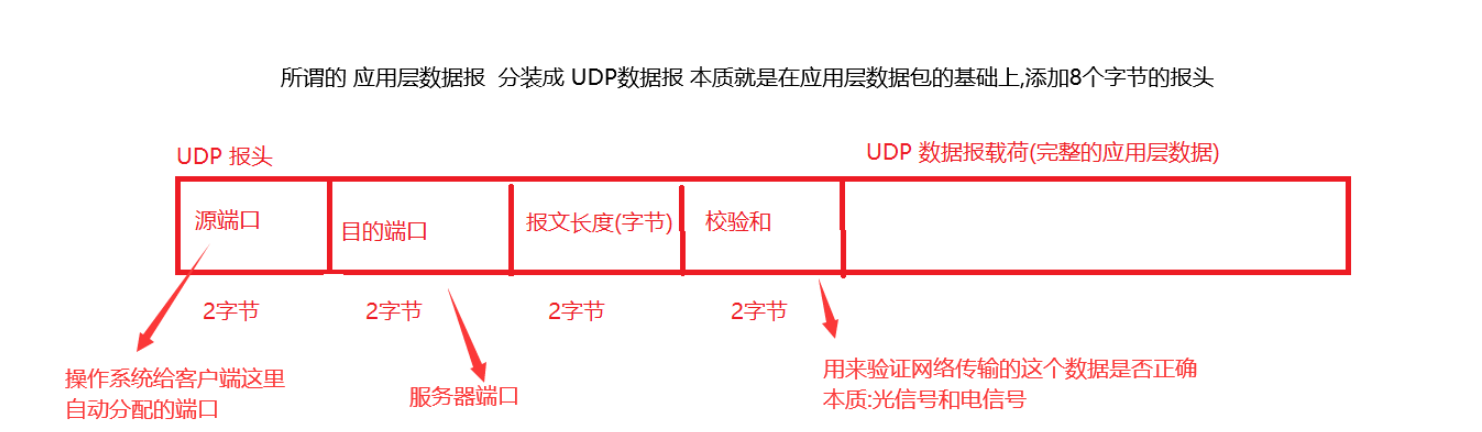 所谓的 应用层数据报 分装成 UDP数据报 本质就是在应用层数据包的基础上,添加8个字节的报头
UDP 报头
UDP 数据报载荷(完整的应用层数据)
源端口
目的端口
报文长度(字节)
校验和
2字节
2字节
2字节
2字节
操作系统给客户端这里
自动分配的端口
服务器端口
用来验证网络传输的这个数据是否正确
本质:光信号和电信号